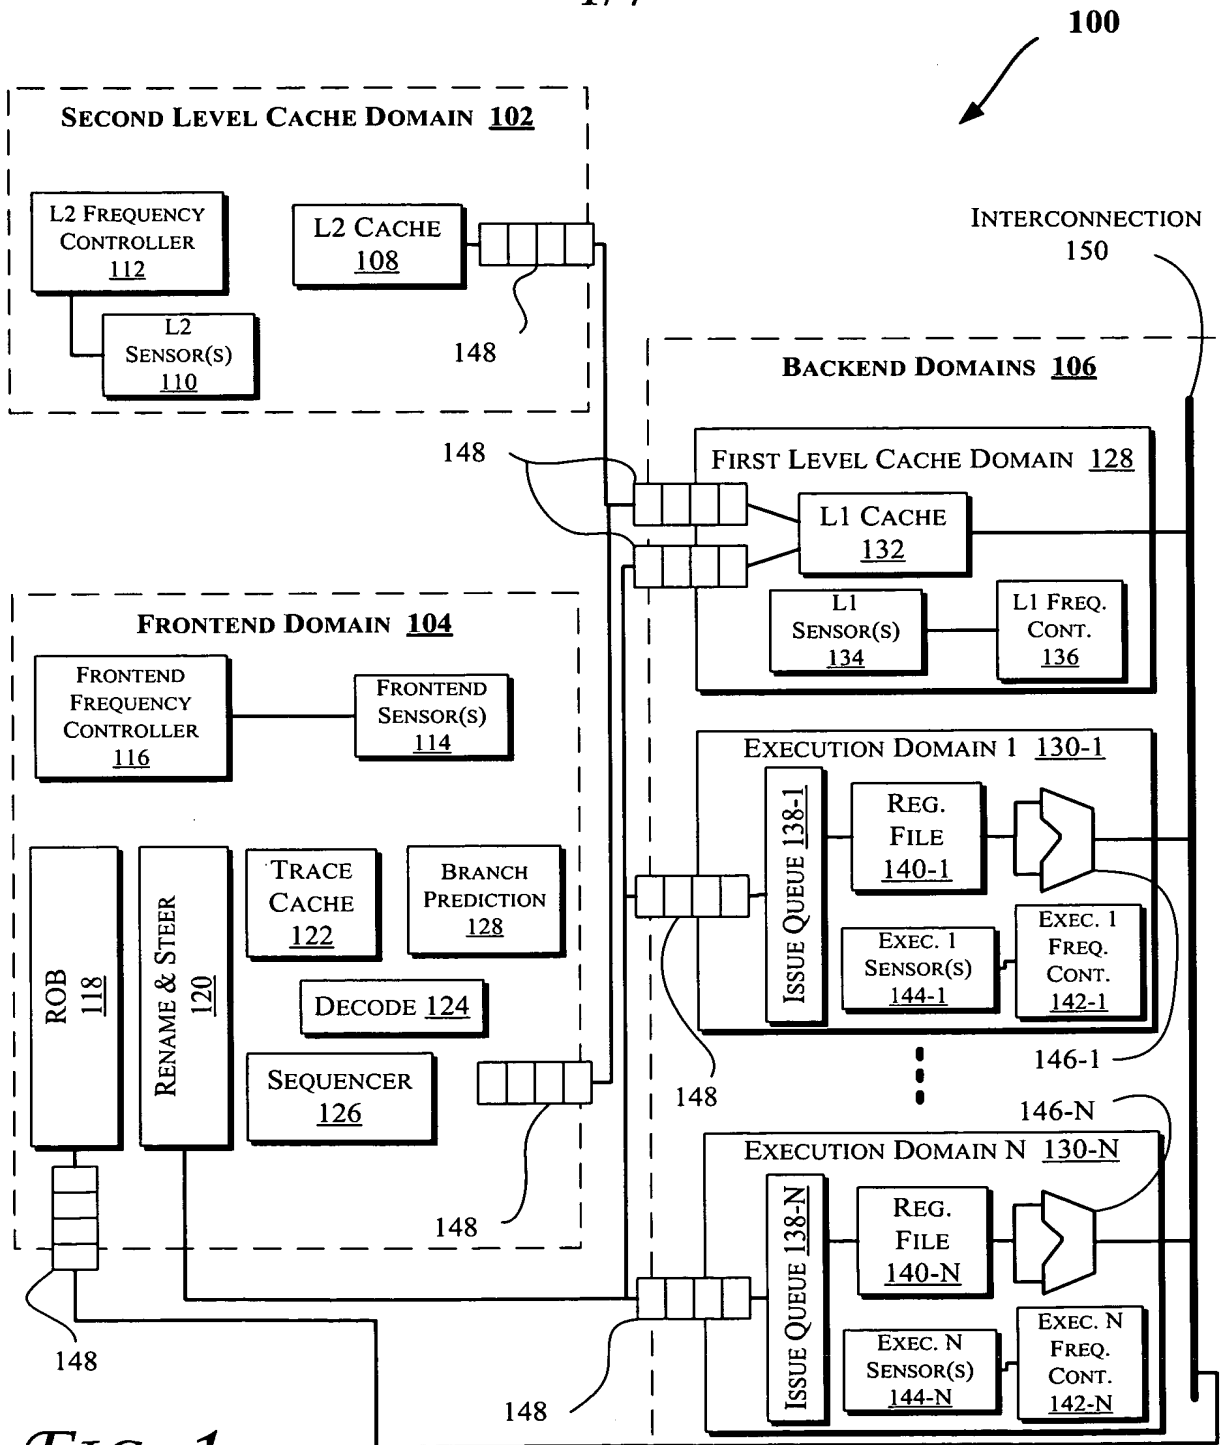 100
SECOND LEVEL CACHE DOMAIN 102
L2 FREQUENCY
CONTROLLER
112
L2 CACHE
108
L2
SENSOR(S)
110
148
INTERCONNECTION
150
BACKEND DOMAINS 106
148
FIRST LEVEL CACHE DOMAIN 128
L1 CACHE
132
L1
SENSOR(S)
134
L1 FREQ.
CONT.
136
FRONTEND DOMAIN 104
FRONTEND
FREQUENCY
CONTROLLER
116
FRONTEND
SENSOR(S)
114
ROB
118
RENAME & STEER
120
TRACE
CACHE
122
BRANCH
PREDICTION
128
DECODE 124
SEQUENCER
126
148
148
EXECUTION DOMAIN 1 130-1
ISSUE QUEUE 138-1
REG.
FILE
140-1
EXEC. 1
SENSOR(S)
144-1
EXEC. 1
FREQ.
CONT.
142-1
148
146-1
146-N
EXECUTION DOMAIN N 130-N
ISSUE QUEUE 138-N
REG.
FILE
140-N
EXEC. N
SENSOR(S)
144-N
EXEC. N
FREQ.
CONT.
142-N
148
FIG. 1